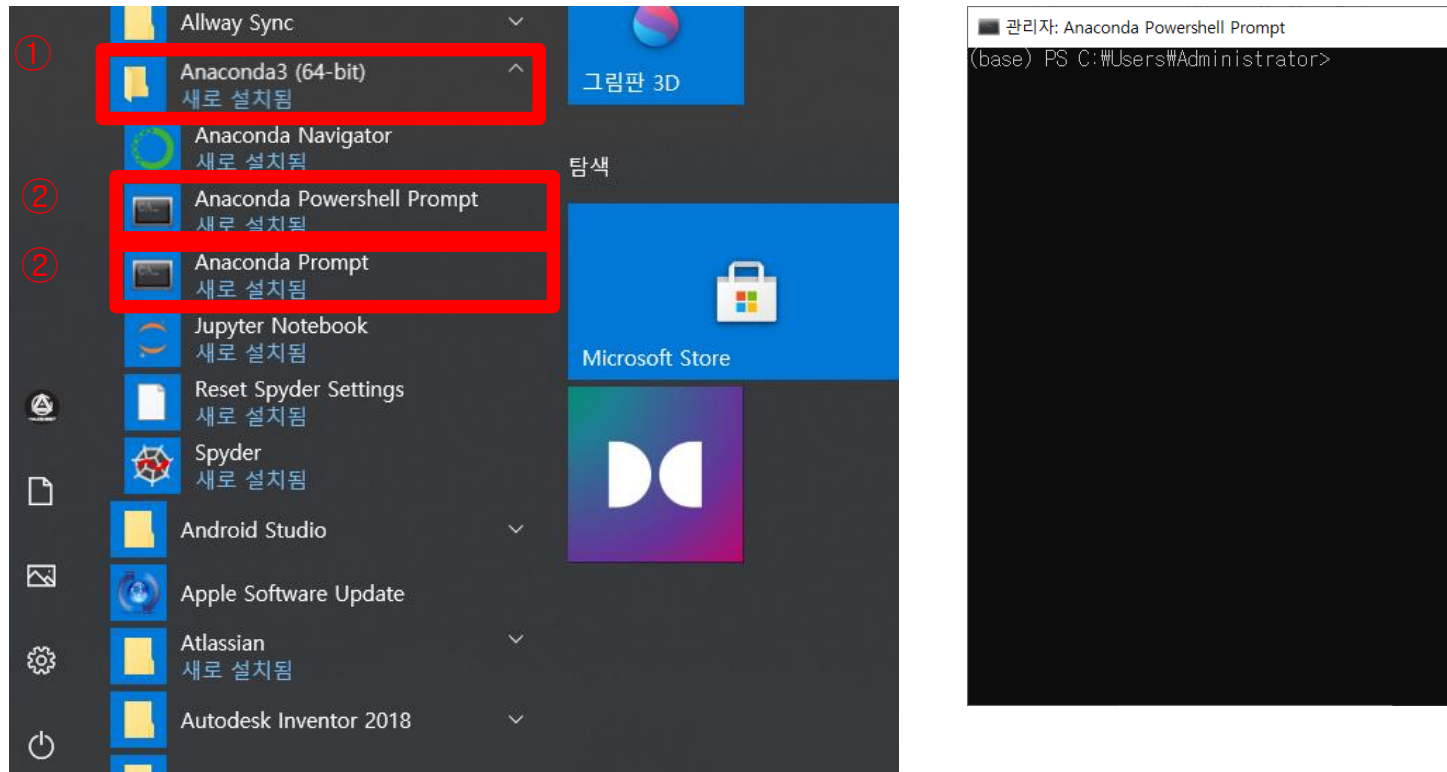 ①
Allway Sync
Anaconda3 (64-bit)
새로 설치됨
Anaconda Navigator
새로 설치됨
②
Anaconda Powershell Prompt
새로 설치됨
②
Anaconda Prompt
새로 설치됨
Jupyter Notebook
새로 설치됨
Reset Spyder Settings
새로 설치됨
Spyder
새로 설치됨
Android Studio
Apple Software Update
Atlassian
새로 설치됨
Autodesk Inventor 2018
그림판 3D
탐색
Microsoft Store
관리자: Anaconda Powershell Prompt
(base) PS C:₩Users₩Administrator>